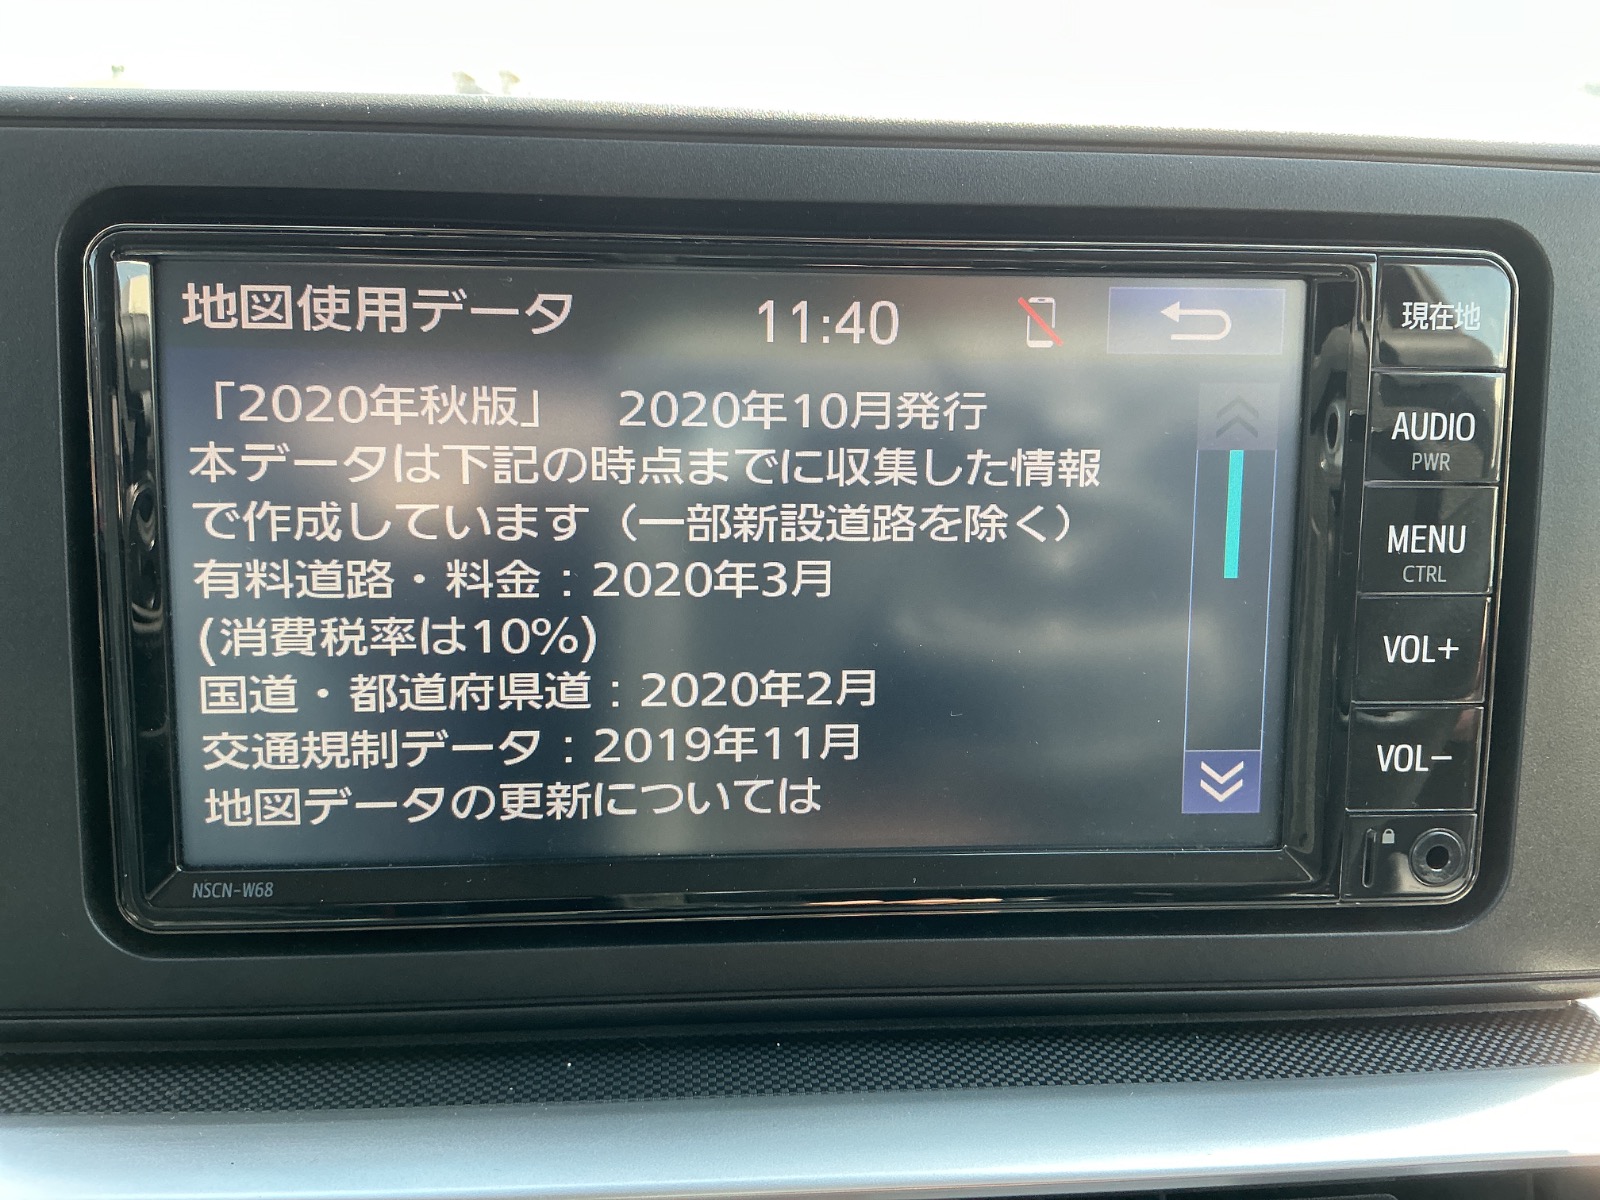 地図使用データ 11:40
「2020年秋版」 2020年10月発行
本データは下記の時点までに収集した情報
で作成しています（一部新設道路を除く）
有料道路・料金：2020年3月
(消費税率は10%)
国道・都道府県道：2020年2月
交通規制データ：2019年11月
地図データの更新については
現在地
AUDIO
PWR
MENU
CTRL
VOL+
VOL−
NSCN-W68